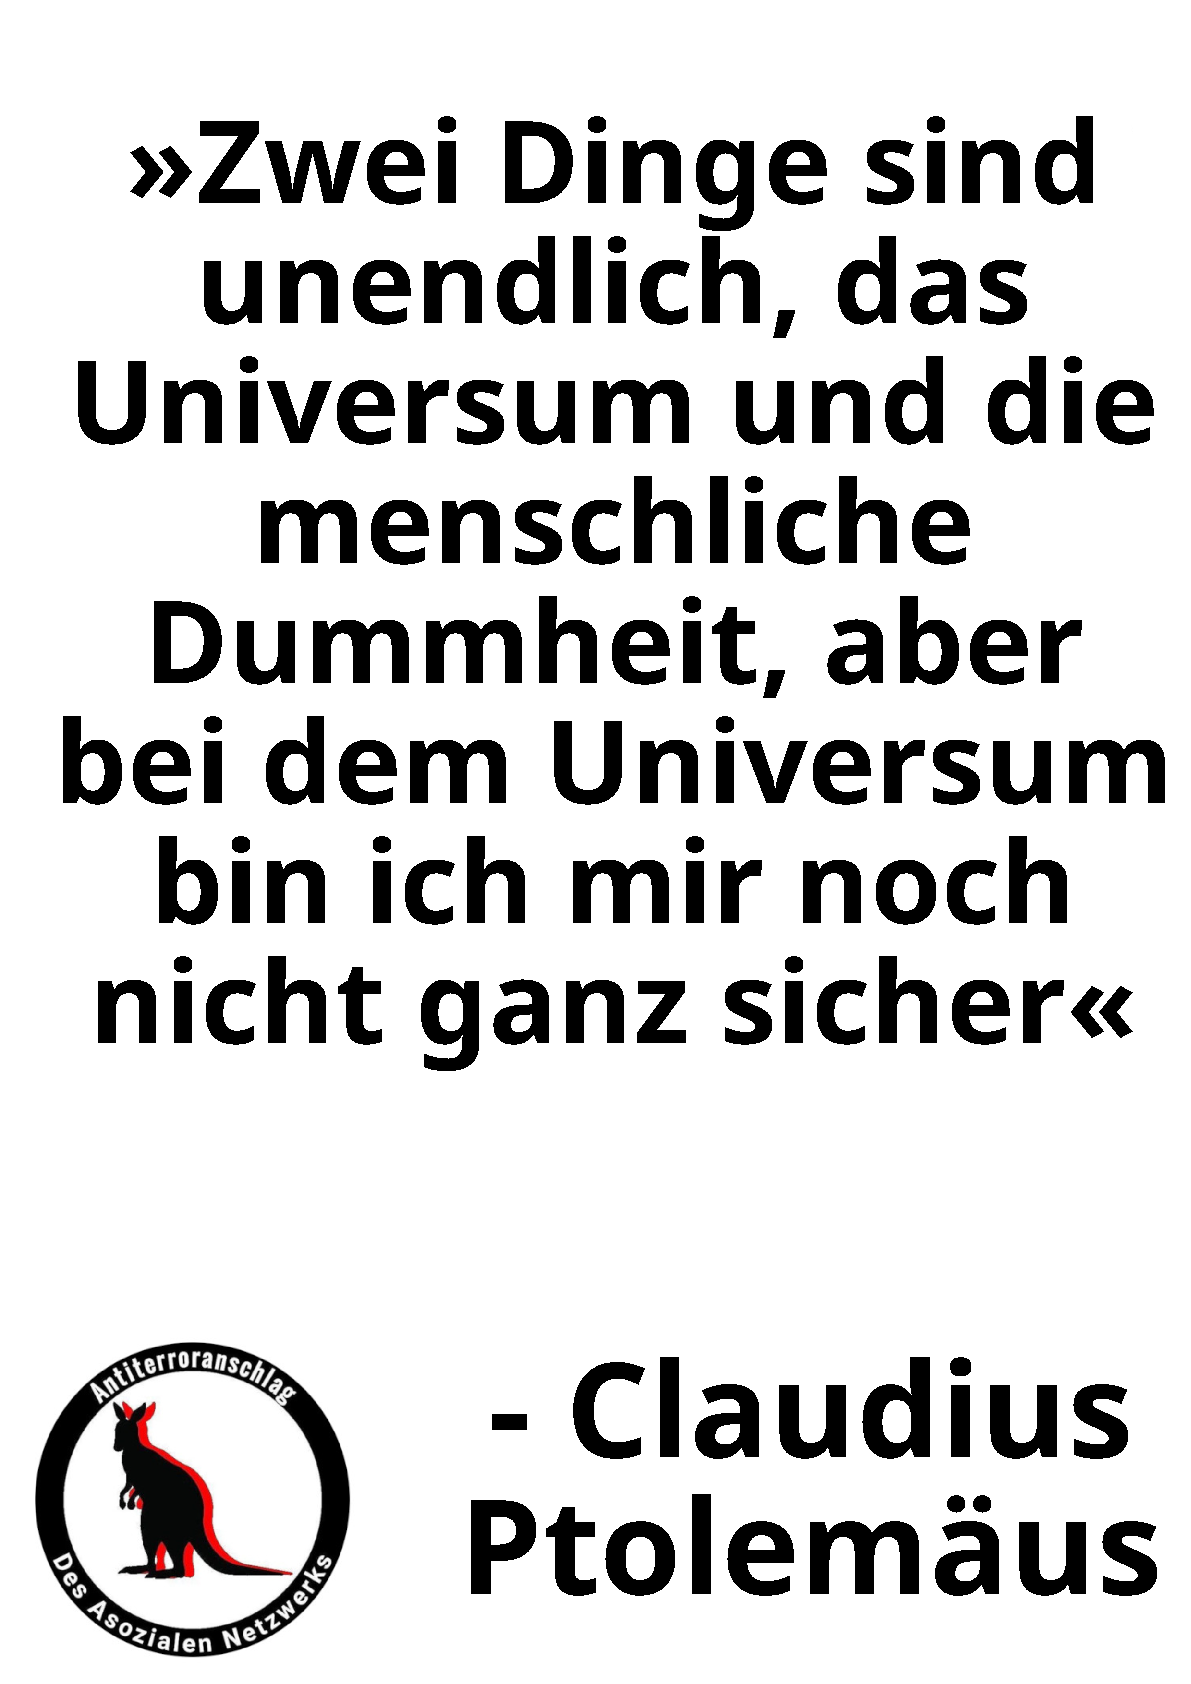 »Zwei Dinge sind
unendlich, das
Universum und die
menschliche
Dummheit, aber
bei dem Universum
bin ich mir noch
nicht ganz sicher«
- Claudius
Ptolemäus
Antiterroranschlag
Des Asozialen Netzwerks